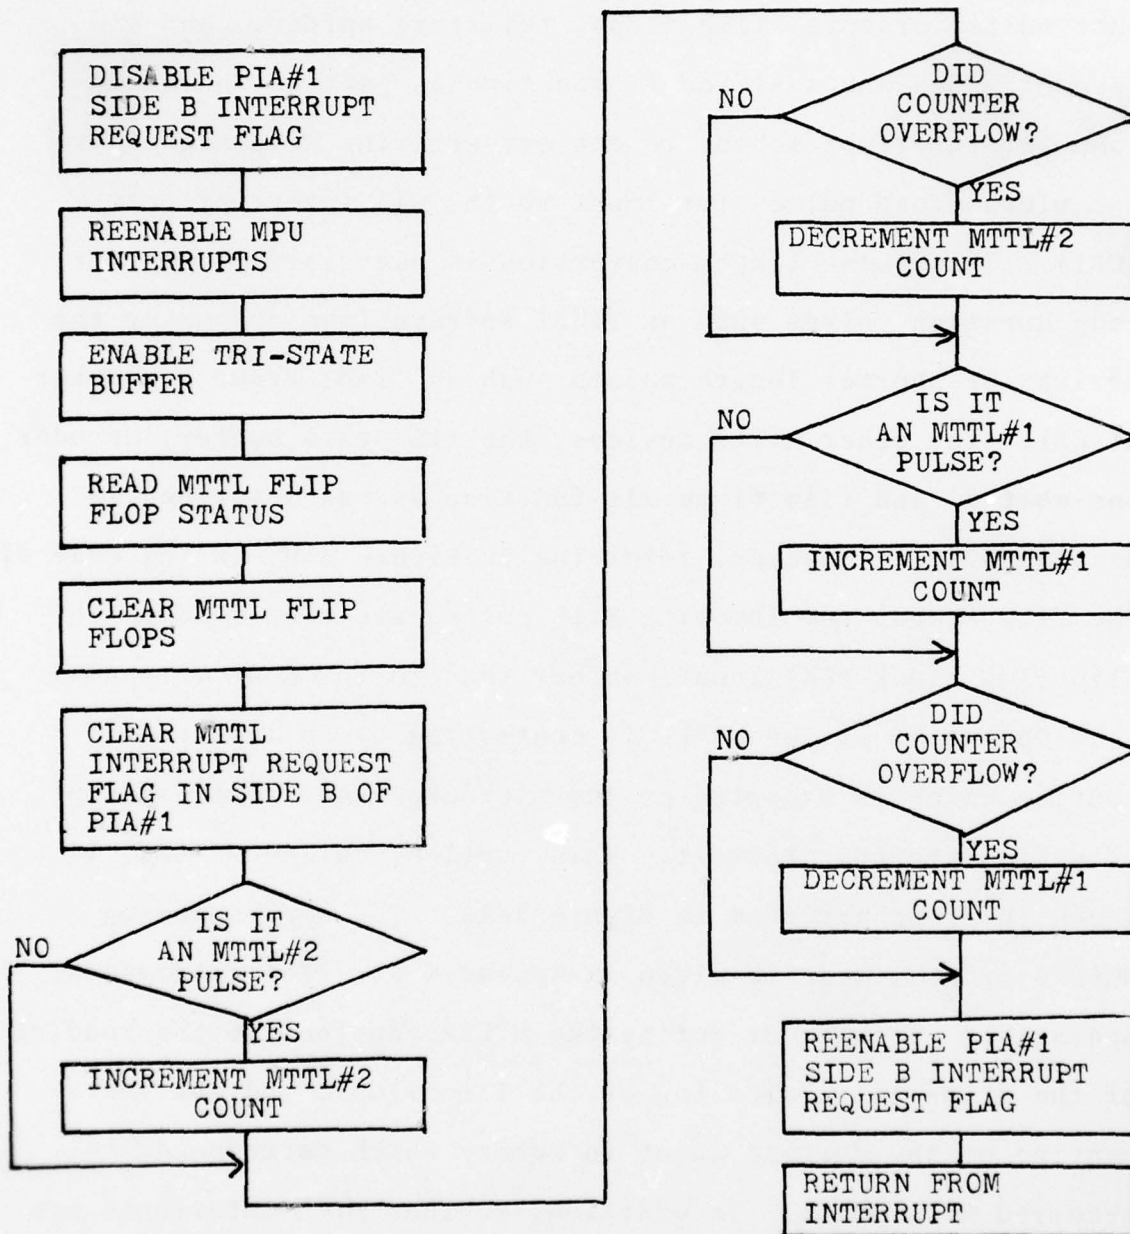 DISABLE PIA#1
SIDE B INTERRUPT
REQUEST FLAG
REENABLE MPU
INTERRUPTS
ENABLE TRI-STATE
BUFFER
READ MTTL FLIP
FLOP STATUS
CLEAR MTTL FLIP
FLOPS
CLEAR MTTL
INTERRUPT REQUEST
FLAG IN SIDE B OF
PIA#1
NO
IS IT
AN MTTL#2
PULSE?
YES
INCREMENT MTTL#2
COUNT
NO
DID
COUNTER
OVERFLOW?
YES
DECREMENT MTTL#2
COUNT
NO
IS IT
AN MTTL#1
PULSE?
YES
INCREMENT MTTL#1
COUNT
NO
DID
COUNTER
OVERFLOW?
YES
DECREMENT MTTL#1
COUNT
REENABLE PIA#1
SIDE B INTERRUPT
REQUEST FLAG
RETURN FROM
INTERRUPT